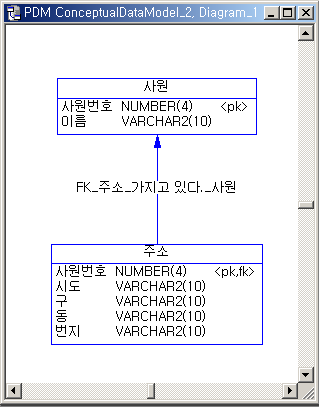 PDM ConceptualDataModel_2, Diagram_1
사원
사원번호 NUMBER(4) <pk>
이름 VARCHAR2(10)
FK_주소_가지고 있다._사원
주소
사원번호 NUMBER(4) <pk,fk>
시도 VARCHAR2(10)
구 VARCHAR2(10)
동 VARCHAR2(10)
번지 VARCHAR2(10)